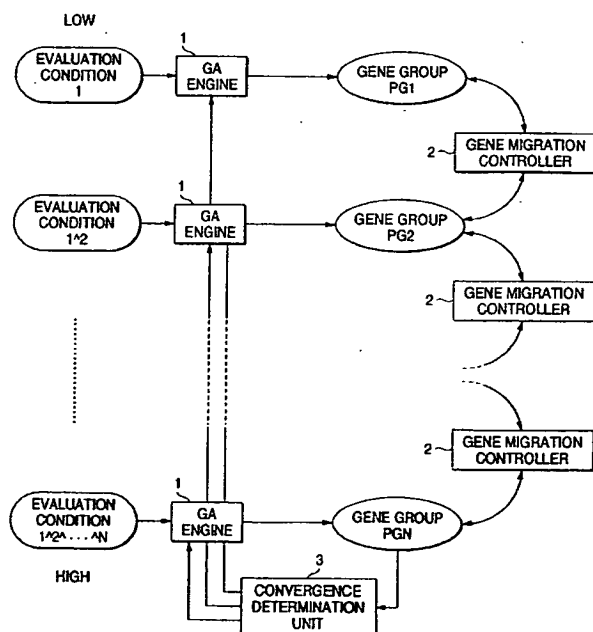 LOW
EVALUATION
CONDITION
1
1
GA
ENGINE
GENE GROUP
PG1
2
GENE MIGRATION
CONTROLLER
EVALUATION
CONDITION
1^2
1
GA
ENGINE
GENE GROUP
PG2
2
GENE MIGRATION
CONTROLLER
2
GENE MIGRATION
CONTROLLER
EVALUATION
CONDITION
1^2^....^N
1
GA
ENGINE
GENE GROUP
PGN
HIGH
3
CONVERGENCE
DETERMINATION
UNIT